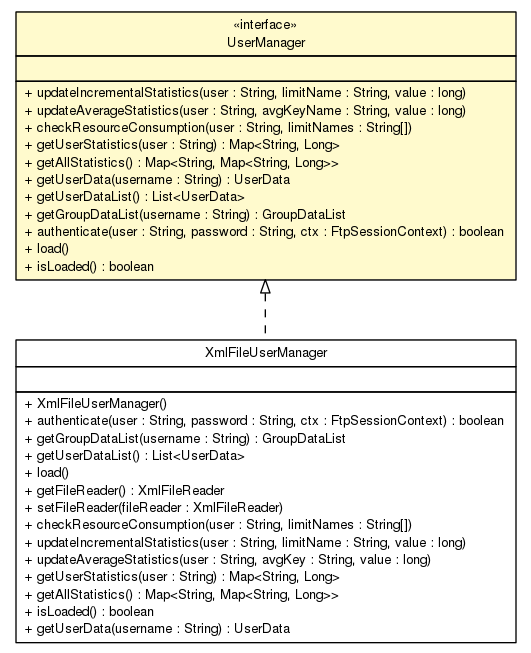 «interface»
UserManager
+ updateIncrementalStatistics(user : String, limitName : String, value : long)
+ updateAverageStatistics(user : String, avgKeyName : String, value : long)
+ checkResourceConsumption(user : String, limitNames : String[])
+ getUserStatistics(user : String) : Map<String, Long>
+ getAllStatistics() : Map<String, Map<String, Long>>
+ getUserData(username : String) : UserData
+ getUserDataList() : List<UserData>
+ getGroupDataList(username : String) : GroupDataList
+ authenticate(user : String, password : String, ctx : FtpSessionContext) : boolean
+ load()
+ isLoaded() : boolean
XmlFileUserManager
+ XmlFileUserManager()
+ authenticate(user : String, password : String, ctx : FtpSessionContext) : boolean
+ getGroupDataList(username : String) : GroupDataList
+ getUserDataList() : List<UserData>
+ load()
+ getFileReader() : XmlFileReader
+ setFileReader(fileReader : XmlFileReader)
+ checkResourceConsumption(user : String, limitNames : String[])
+ updateIncrementalStatistics(user : String, limitName : String, value : long)
+ updateAverageStatistics(user : String, avgKey : String, value : long)
+ getUserStatistics(user : String) : Map<String, Long>
+ getAllStatistics() : Map<String, Map<String, Long>>
+ isLoaded() : boolean
+ getUserData(username : String) : UserData